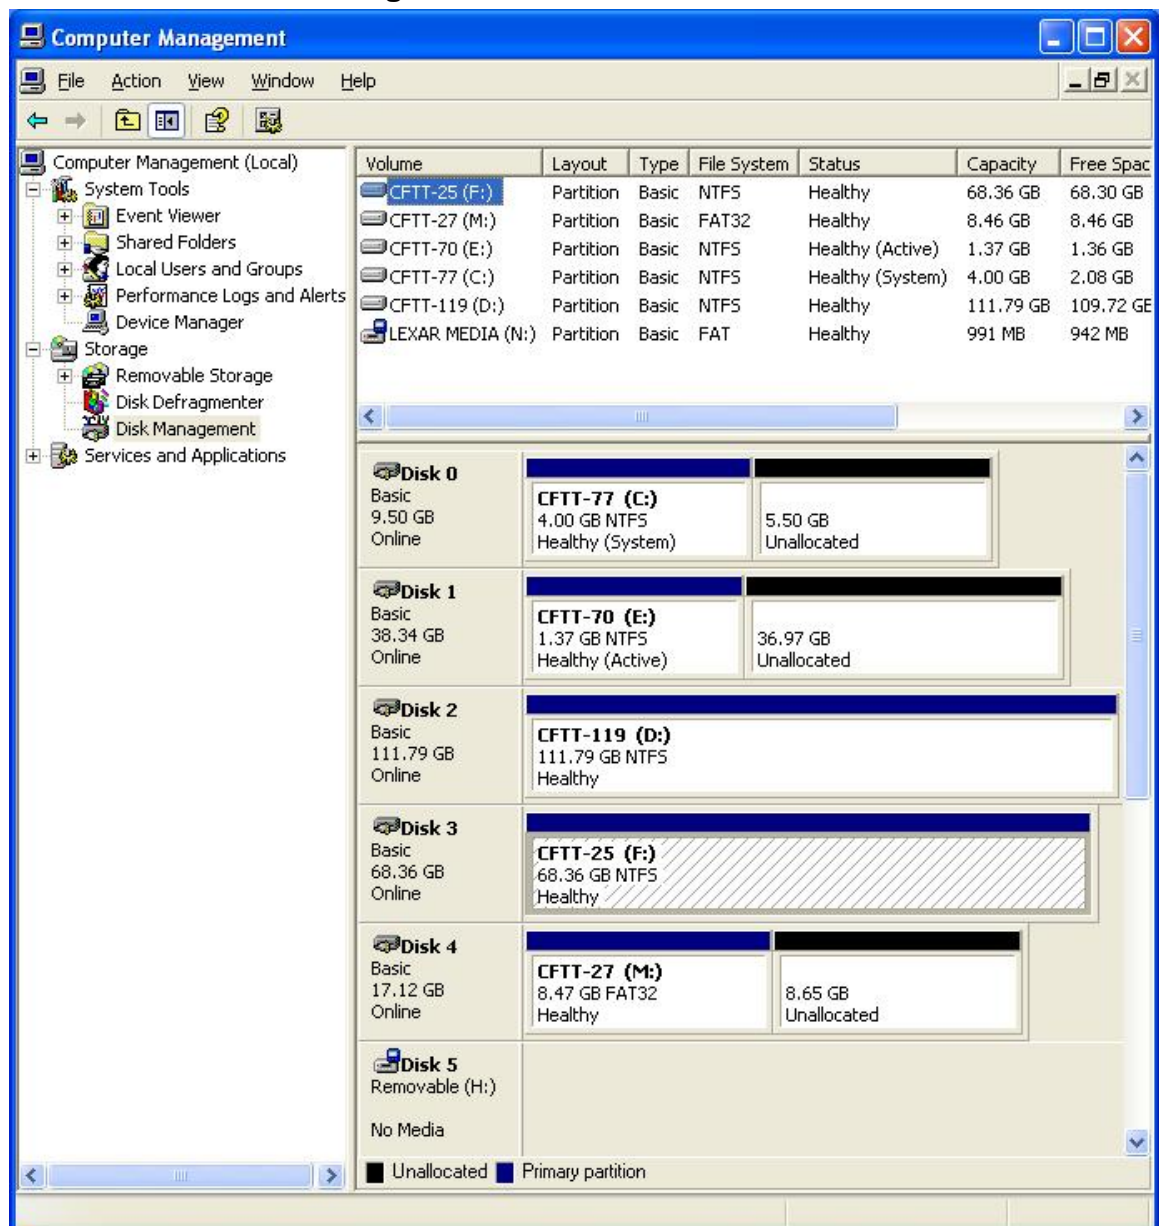 Computer Management
File Action View Window Help
Computer Management (Local)
System Tools
Event Viewer
Shared Folders
Local Users and Groups
Performance Logs and Alerts
Device Manager
Storage
Removable Storage
Disk Defragmenter
Disk Management
Services and Applications
Volume Layout Type File System Status Capacity Free Spac
CFTT-25 (F:) Partition Basic NTFS Healthy 68.36 GB 68.30 GB
CFTT-27 (M:) Partition Basic FAT32 Healthy 8.46 GB 8.46 GB
CFTT-70 (E:) Partition Basic NTFS Healthy (Active) 1.37 GB 1.36 GB
CFTT-77 (C:) Partition Basic NTFS Healthy (System) 4.00 GB 2.08 GB
CFTT-119 (D:) Partition Basic NTFS Healthy 111.79 GB 109.72 GB
LEXAR MEDIA (N:) Partition Basic FAT Healthy 991 MB 942 MB
Disk 0
Basic
9.50 GB
Online
CFTT-77 (C:)
4.00 GB NTFS
Healthy (System)
5.50 GB
Unallocated
Disk 1
Basic
38.34 GB
Online
CFTT-70 (E:)
1.37 GB NTFS
Healthy (Active)
36.97 GB
Unallocated
Disk 2
Basic
111.79 GB
Online
CFTT-119 (D:)
111.79 GB NTFS
Healthy
Disk 3
Basic
68.36 GB
Online
CFTT-25 (F:)
68.36 GB NTFS
Healthy
Disk 4
Basic
17.12 GB
Online
CFTT-27 (M:)
8.47 GB FAT32
Healthy
8.65 GB
Unallocated
Disk 5
Removable (H:)
No Media
Unallocated Primary partition